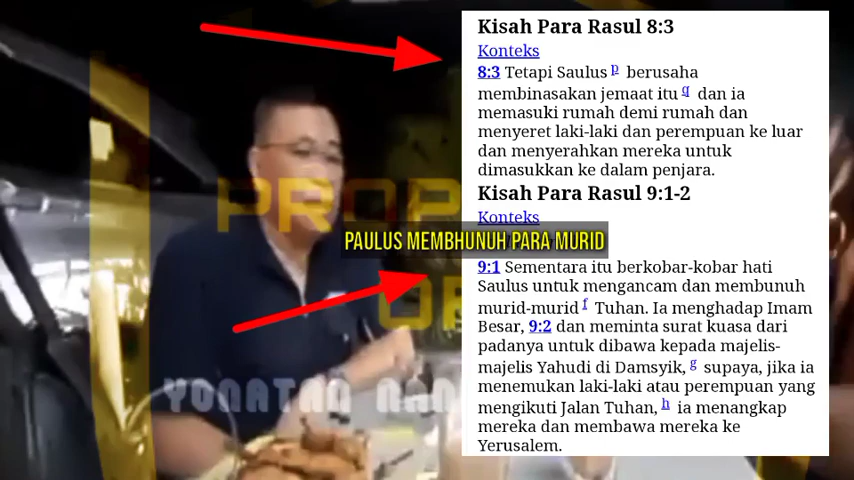 Kisah Para Rasul 8:3
Konteks
8:3 Tetapi Saulus p berusaha
membinasakan jemaat itu q dan ia
memasuki rumah demi rumah dan
menyeret laki-laki dan perempuan ke luar
dan menyerahkan mereka untuk
dimasukkan ke dalam penjara.
Kisah Para Rasul 9:1-2
Konteks
PAULUS MEMBHUNUH PARA MURID
9:1 Sementara itu berkobar-kobar hati
Saulus untuk mengancam dan membunuh
murid-murid f Tuhan. Ia menghadap Imam
Besar, 9:2 dan meminta surat kuasa dari
padanya untuk dibawa kepada majelis-
majelis Yahudi di Damsyik, g supaya, jika ia
menemukan laki-laki atau perempuan yang
mengikuti Jalan Tuhan, h ia menangkap
mereka dan membawa mereka ke
Yerusalem.
PROP
OF
YONATAN NAN